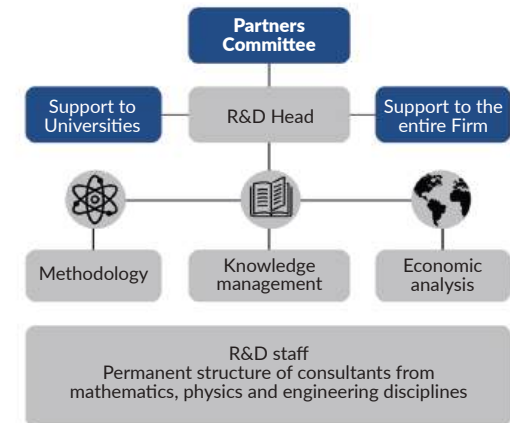 Partners
Committee
Support to
Universities
R&D Head
Support to the
entire Firm
Methodology
Knowledge
management
Economic
analysis
R&D staff
Permanent structure of consultants from
mathematics, physics and engineering disciplines